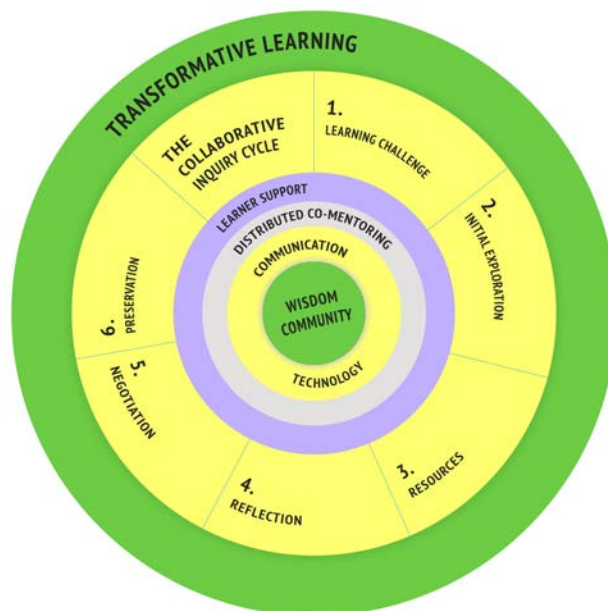 TRANSFORMATIVE LEARNING
THE
COLLABORATIVE
INQUIRY CYCLE
1.
LEARNING CHALLENGE
2.
INITIAL EXPLORATION
3.
RESOURCES
4.
REFLECTION
5.
NEGOTIATION
6.
PRESERVATION
LEARNER SUPPORT
DISTRIBUTED CO-MENTORING
COMMUNICATION
WISDOM
COMMUNITY
TECHNOLOGY